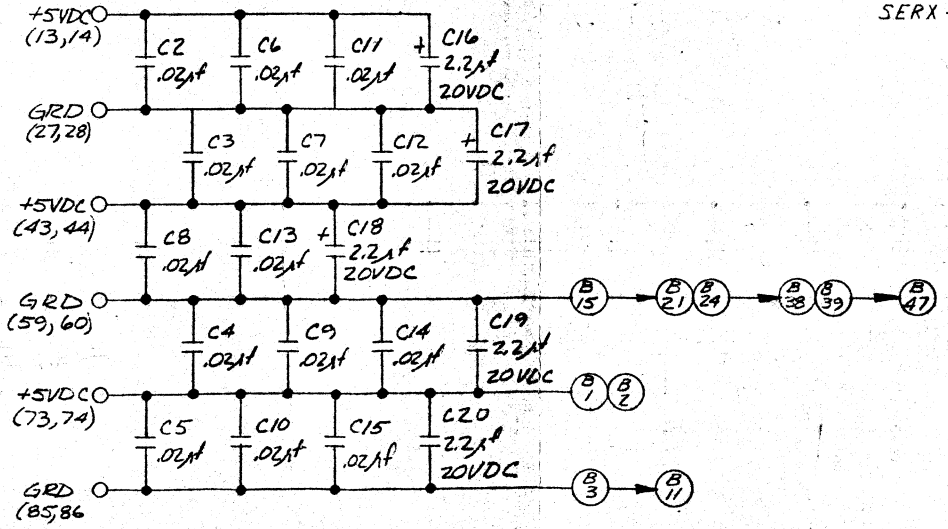 SERX
+5VDC
(13,14)
C2
.02µf
C6
.02µf
C11
.02µf
+ C16
2.2µf
20VDC
GRD
(27,28)
C3
.02µf
C7
.02µf
C12
.02µf
+ C17
2.2µf
20VDC
+5VDC
(43,44)
C8
.02µf
C13
.02µf
+ C18
2.2µf
20VDC
GRD
(59,60)
B
15
B
21
B
24
B
38
B
39
B
47
C4
.02µf
C9
.02µf
C14
.02µf
C19
2.2µf
20VDC
+5VDC
(73,74)
B
1
B
2
C5
.02µf
C10
.02µf
C15
.02µf
C20
2.2µf
20VDC
GRD
(85,86
B
3
B
11